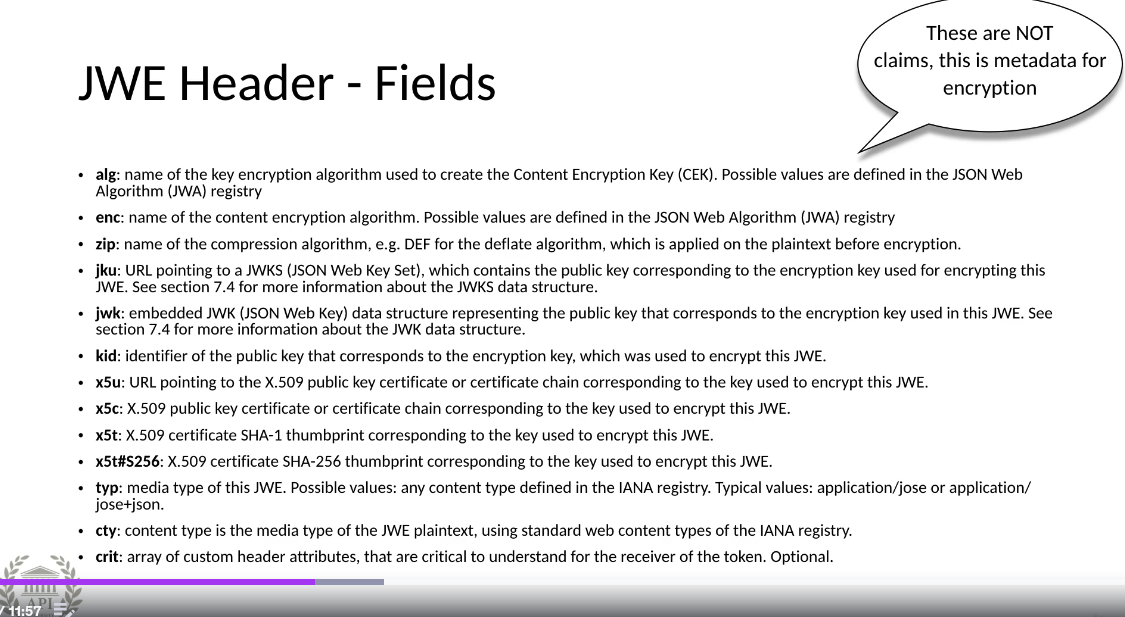 These are NOT
claims, this is metadata for
encryption
JWE Header - Fields
• alg: name of the key encryption algorithm used to create the Content Encryption Key (CEK). Possible values are defined in the JSON Web
Algorithm (JWA) registry
• enc: name of the content encryption algorithm. Possible values are defined in the JSON Web Algorithm (JWA) registry
• zip: name of the compression algorithm, e.g. DEF for the deflate algorithm, which is applied on the plaintext before encryption.
• jku: URL pointing to a JWKS (JSON Web Key Set), which contains the public key corresponding to the encryption key used for encrypting this
JWE. See section 7.4 for more information about the JWKS data structure.
• jwk: embedded JWK (JSON Web Key) data structure representing the public key that corresponds to the encryption key used in this JWE. See
section 7.4 for more information about the JWK data structure.
• kid: identifier of the public key that corresponds to the encryption key, which was used to encrypt this JWE.
• x5u: URL pointing to the X.509 public key certificate or certificate chain corresponding to the key used to encrypt this JWE.
• x5c: X.509 public key certificate or certificate chain corresponding to the key used to encrypt this JWE.
• x5t: X.509 certificate SHA-1 thumbprint corresponding to the key used to encrypt this JWE.
• x5t#S256: X.509 certificate SHA-256 thumbprint corresponding to the key used to encrypt this JWE.
• typ: media type of this JWE. Possible values: any content type defined in the IANA registry. Typical values: application/jose or application/
jose+json.
• cty: content type is the media type of the JWE plaintext, using standard web content types of the IANA registry.
• crit: array of custom header attributes, that are critical to understand for the receiver of the token. Optional.
API
/ 11:57